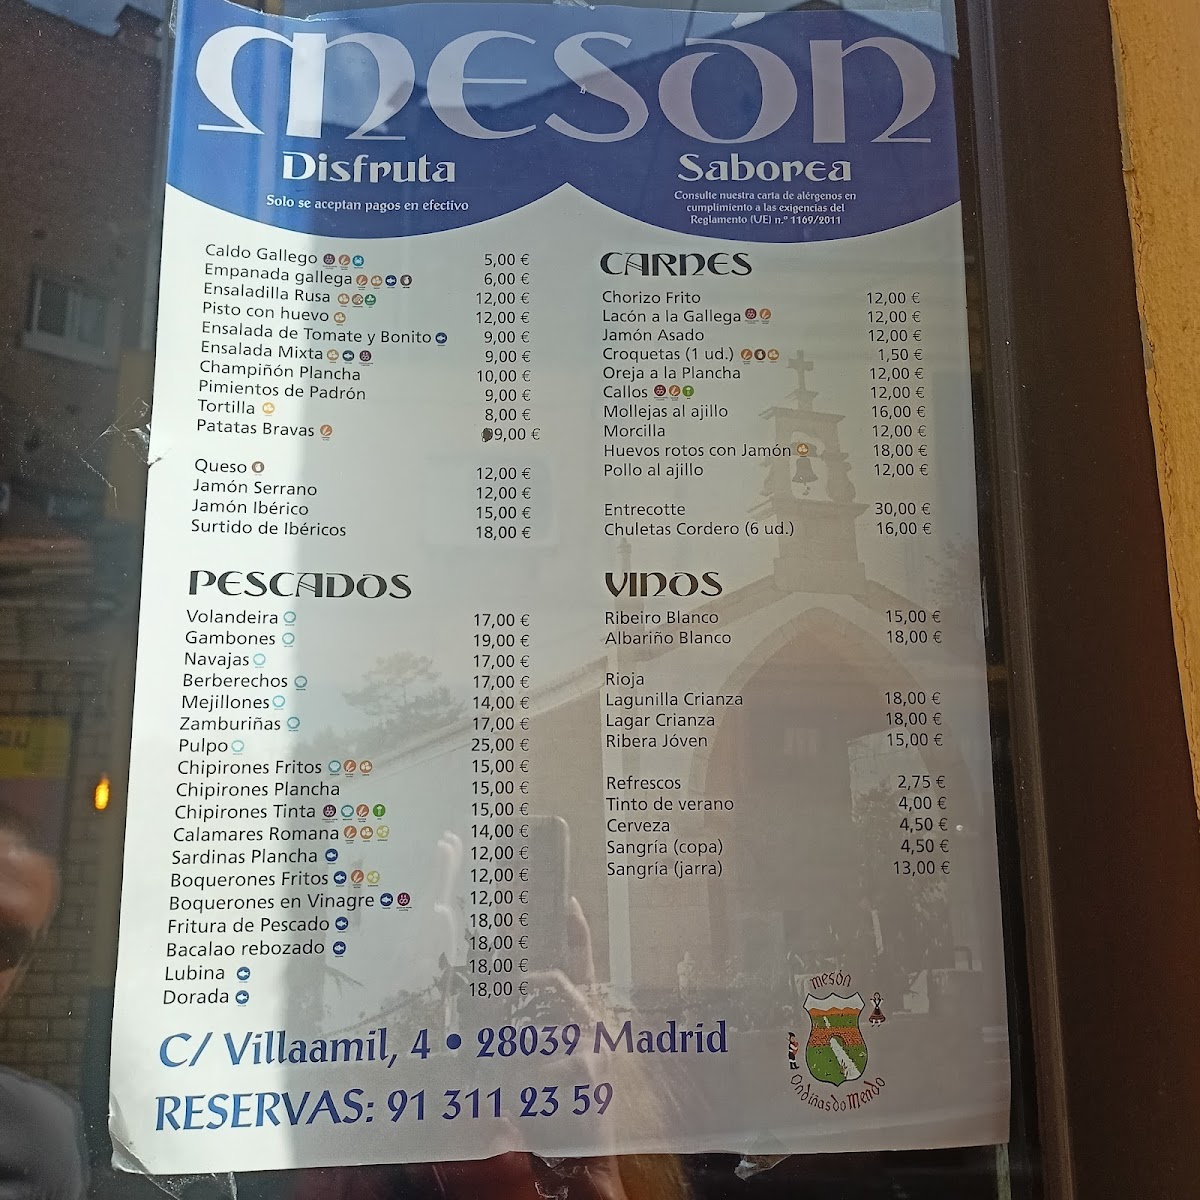 mesón
Disfruta
Solo se aceptan pagos en efectivo
Saborea
Consulte nuestra carta de alérgenos en
cumplimiento a las exigencias del
Reglamento (UE) n.º 1169/2011
Caldo Gallego 5,00 €
Empanada gallega 6,00 €
Ensaladilla Rusa 12,00 €
Pisto con huevo 12,00 €
Ensalada de Tomate y Bonito 9,00 €
Ensalada Mixta 9,00 €
Champiñón Plancha 10,00 €
Pimientos de Padrón 9,00 €
Tortilla 8,00 €
Patatas Bravas 9,00 €
Queso 12,00 €
Jamón Serrano 12,00 €
Jamón Ibérico 15,00 €
Surtido de Ibéricos 18,00 €
PESCADOS
Volandeira 17,00 €
Gambones 19,00 €
Navajas 17,00 €
Berberechos 17,00 €
Mejillones 14,00 €
Zamburiñas 17,00 €
Pulpo 25,00 €
Chipirones Fritos 15,00 €
Chipirones Plancha 15,00 €
Chipirones Tinta 15,00 €
Calamares Romana 14,00 €
Sardinas Plancha 12,00 €
Boquerones Fritos 12,00 €
Boquerones en Vinagre 12,00 €
Fritura de Pescado 18,00 €
Bacalao rebozado 18,00 €
Lubina 18,00 €
Dorada 18,00 €
CARNES
Chorizo Frito 12,00 €
Lacón a la Gallega 12,00 €
Jamón Asado 12,00 €
Croquetas (1 ud.) 1,50 €
Oreja a la Plancha 12,00 €
Callos 12,00 €
Mollejas al ajillo 16,00 €
Morcilla 12,00 €
Huevos rotos con Jamón 18,00 €
Pollo al ajillo 12,00 €
Entrecotte 30,00 €
Chuletas Cordero (6 ud.) 16,00 €
VINOS
Ribeiro Blanco 15,00 €
Albariño Blanco 18,00 €
Rioja
Lagunilla Crianza 18,00 €
Lagar Crianza 18,00 €
Ribera Jóven 15,00 €
Refrescos 2,75 €
Tinto de verano 4,00 €
Cerveza 4,50 €
Sangría (copa) 4,50 €
Sangría (jarra) 13,00 €
mesón
Ondiñas do Mendo
C/ Villaamil, 4 • 28039 Madrid
RESERVAS: 91 311 23 59